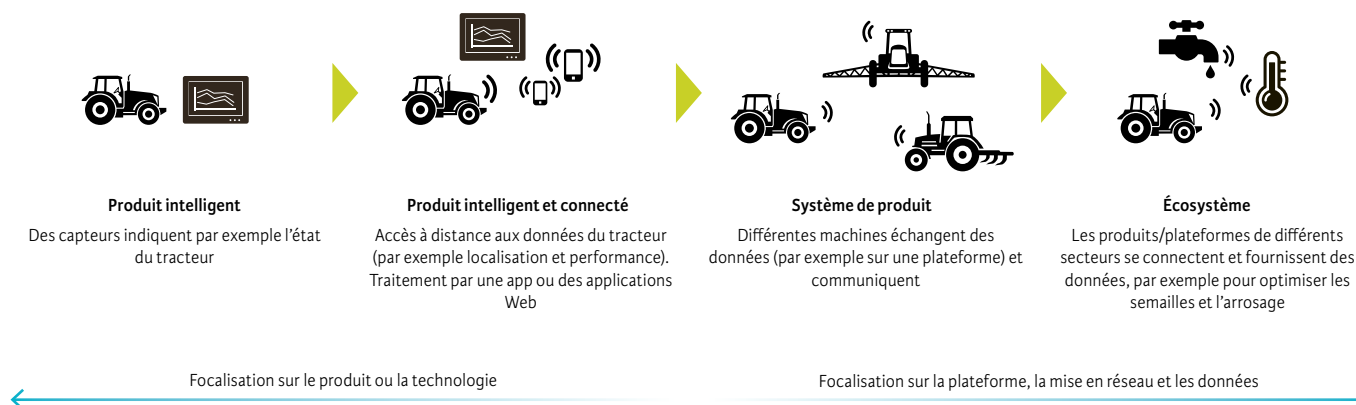 Produit intelligent
Des capteurs indiquent par exemple l'état
du tracteur
Produit intelligent et connecté
Accès à distance aux données du tracteur
(par exemple localisation et performance).
Traitement par une app ou des applications
Web
Système de produit
Différentes machines échangent des
données (par exemple sur une plateforme) et
communiquent
Écosystème
Les produits/plateformes de différents
secteurs se connectent et fournissent des
données, par exemple pour optimiser les
semailles et l'arrosage
Focalisation sur le produit ou la technologie
Focalisation sur la plateforme, la mise en réseau et les données